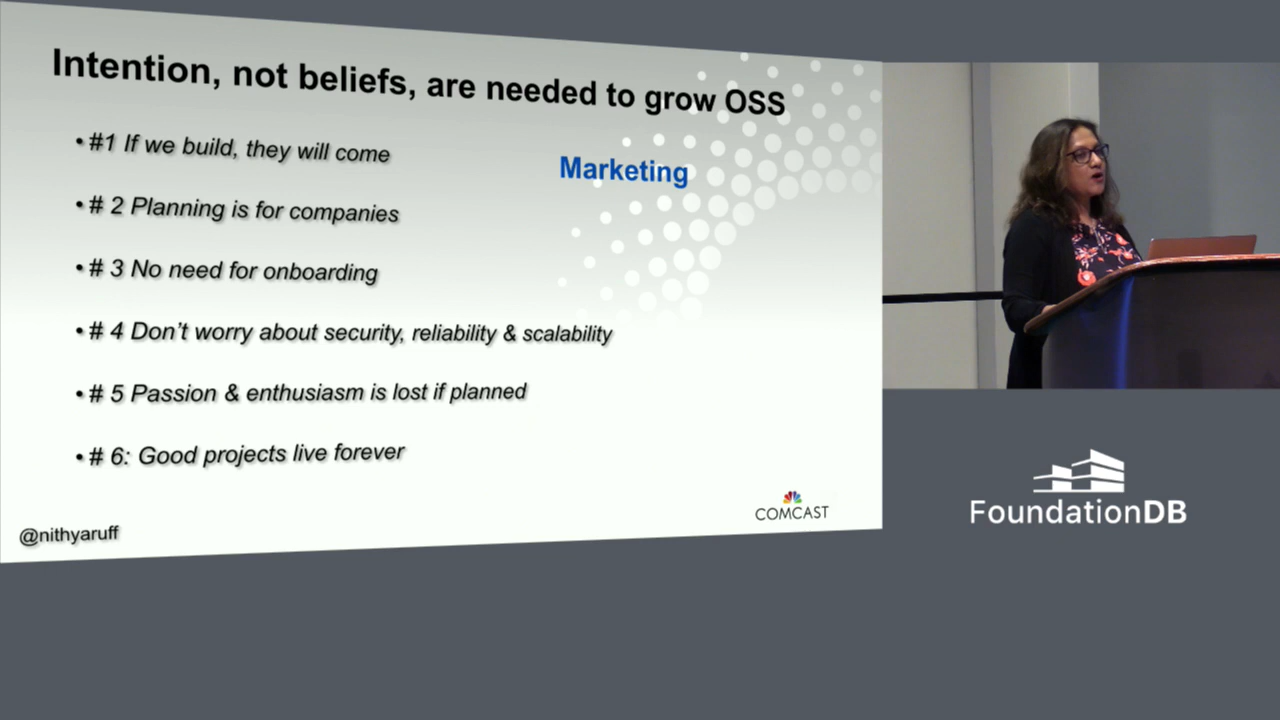 Intention, not beliefs, are needed to grow OSS
• #1 If we build, they will come
Marketing
• # 2 Planning is for companies
• # 3 No need for onboarding
• # 4 Don’t worry about security, reliability & scalability
• # 5 Passion & enthusiasm is lost if planned
• # 6: Good projects live forever
@nithyaruff
COMCAST
FoundationDB